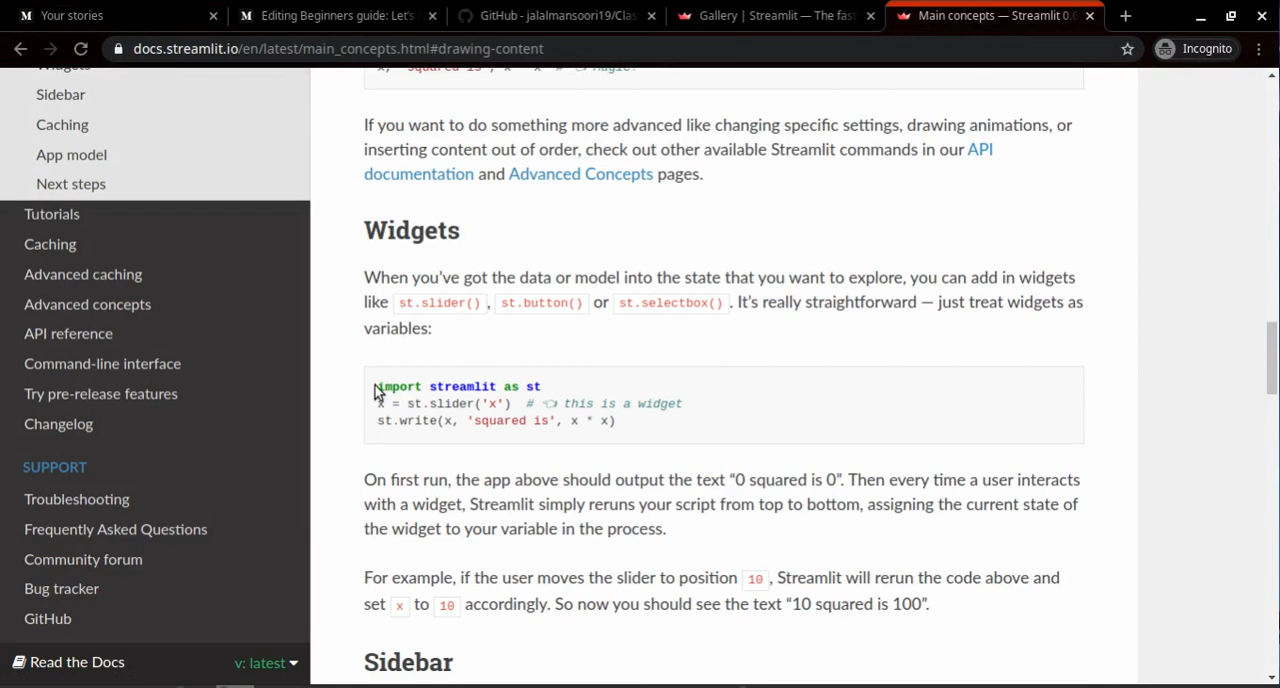 Your stories
Editing Beginners guide: Let's
GitHub - jalalmansoori19/Clas
Gallery | Streamlit — The fast
Main concepts — Streamlit 0.6
docs.streamlit.io/en/latest/main_concepts.html#drawing-content
Incognito
Widgets
Sidebar
Caching
App model
Next steps
Tutorials
Caching
Advanced caching
Advanced concepts
API reference
Command-line interface
Try pre-release features
Changelog
SUPPORT
Troubleshooting
Frequently Asked Questions
Community forum
Bug tracker
GitHub
Read the Docs
v: latest
If you want to do something more advanced like changing specific settings, drawing animations, or
inserting content out of order, check out other available Streamlit commands in our API
documentation and Advanced Concepts pages.
Widgets
When you've got the data or model into the state that you want to explore, you can add in widgets
like st.slider(), st.button() or st.selectbox(). It's really straightforward — just treat widgets as
variables:
import streamlit as st
x = st.slider('x') # 👈 this is a widget
st.write(x, 'squared is', x * x)
On first run, the app above should output the text “0 squared is 0”. Then every time a user interacts
with a widget, Streamlit simply reruns your script from top to bottom, assigning the current state of
the widget to your variable in the process.
For example, if the user moves the slider to position 10, Streamlit will rerun the code above and
set x to 10 accordingly. So now you should see the text “10 squared is 100”.
Sidebar